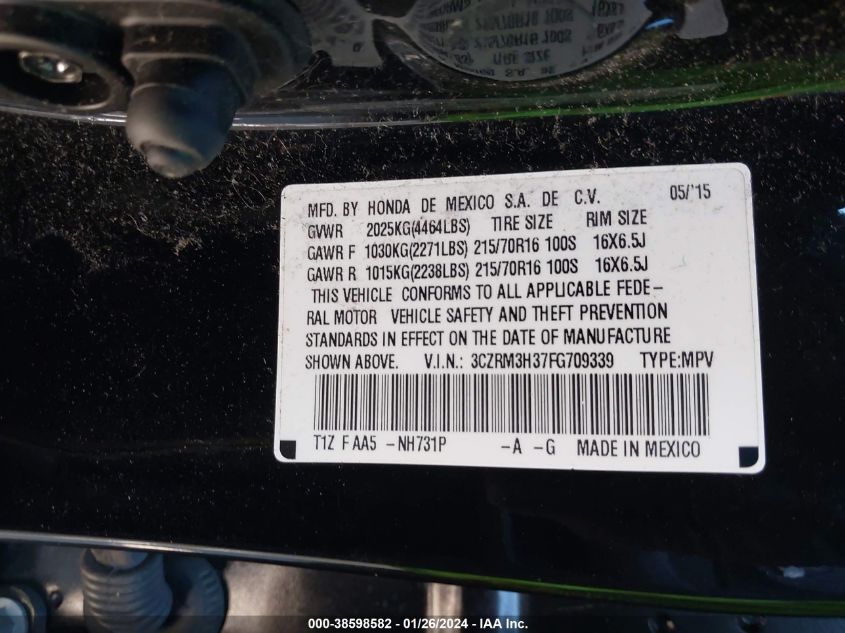 MFD. BY HONDA DE MEXICO S.A. DE C.V. 05/'15
GVWR 2025KG(4464LBS) TIRE SIZE RIM SIZE
GAWR F 1030KG(2271LBS) 215/70R16 100S 16X6.5J
GAWR R 1015KG(2238LBS) 215/70R16 100S 16X6.5J
THIS VEHICLE CONFORMS TO ALL APPLICABLE FEDE-
RAL MOTOR VEHICLE SAFETY AND THEFT PREVENTION
STANDARDS IN EFFECT ON THE DATE OF MANUFACTURE
SHOWN ABOVE. V.I.N.: 3CZRM3H37FG709339 TYPE:MPV
T1Z F AA5 -NH731P -A -G MADE IN MEXICO
000-38598582 - 01/26/2024 - IAA Inc.